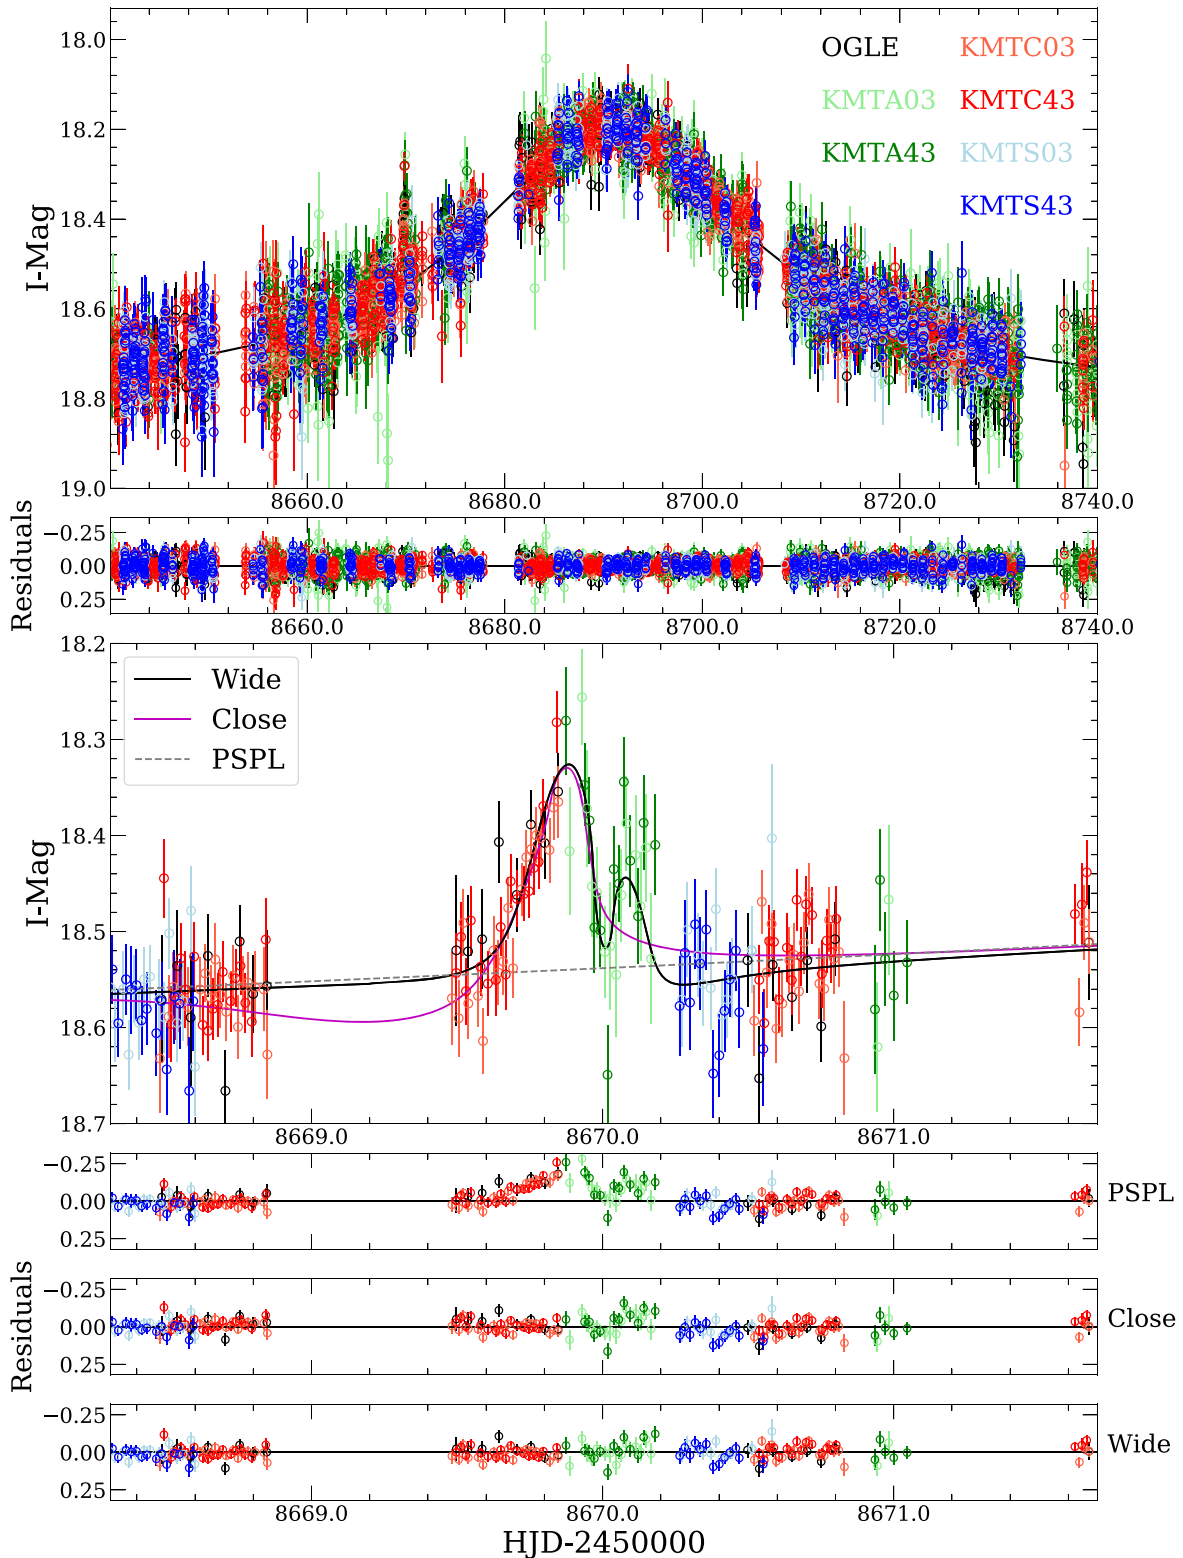 18.0
18.2
18.4
18.6
18.8
19.0
I-Mag
OGLE KMTC03
KMTA03 KMTC43
KMTA43 KMTS03
KMTS43
8660.0 8680.0 8700.0 8720.0 8740.0
Residuals
−0.25
0.00
0.25
8660.0 8680.0 8700.0 8720.0 8740.0
18.2
18.3
18.4
18.5
18.6
18.7
I-Mag
Wide
Close
PSPL
8669.0 8670.0 8671.0
Residuals
−0.25
0.00
0.25
PSPL
−0.25
0.00
0.25
Close
−0.25
0.00
0.25
Wide
8669.0 8670.0 8671.0
HJD-2450000